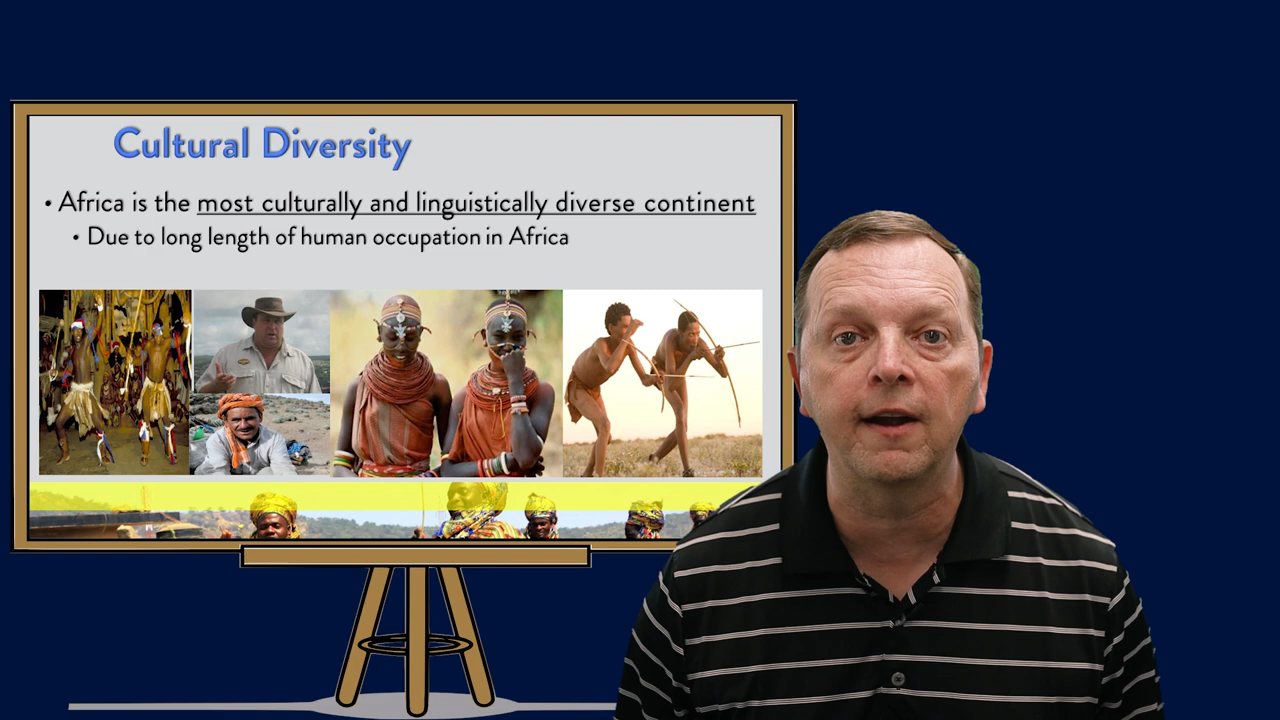 Cultural Diversity
• Africa is the most culturally and linguistically diverse continent
• Due to long length of human occupation in Africa